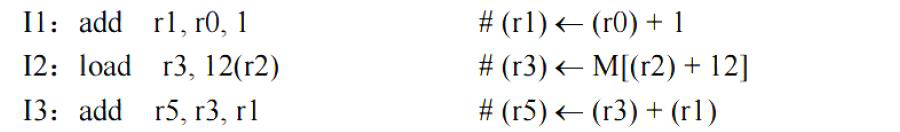 I1： add r1, r0, 1 # (r1) ← (r0) + 1
I2： load r3, 12(r2) # (r3) ← M[(r2) + 12]
I3： add r5, r3, r1 # (r5) ← (r3) + (r1)